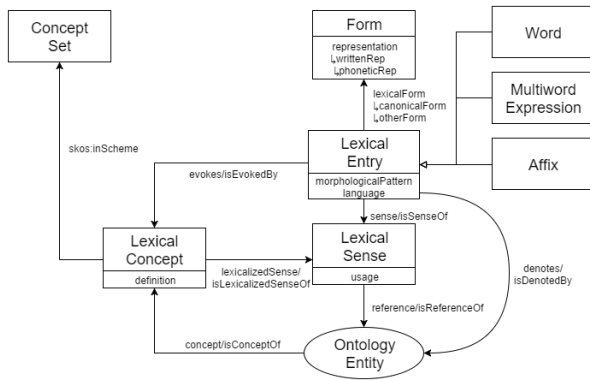 Concept
Set
Form
representation
↳writtenRep
↳phoneticRep
Word
Multiword
Expression
Affix
lexicalForm
↳canonicalForm
↳otherForm
skos:inScheme
Lexical
Entry
morphologicalPattern
language
evokes/isEvokedBy
sense/isSenseOf
Lexical
Concept
definition
lexicalizedSense/
isLexicalizedSenseOf
Lexical
Sense
usage
denotes/
isDenotedBy
reference/isReferenceOf
concept/isConceptOf
Ontology
Entity